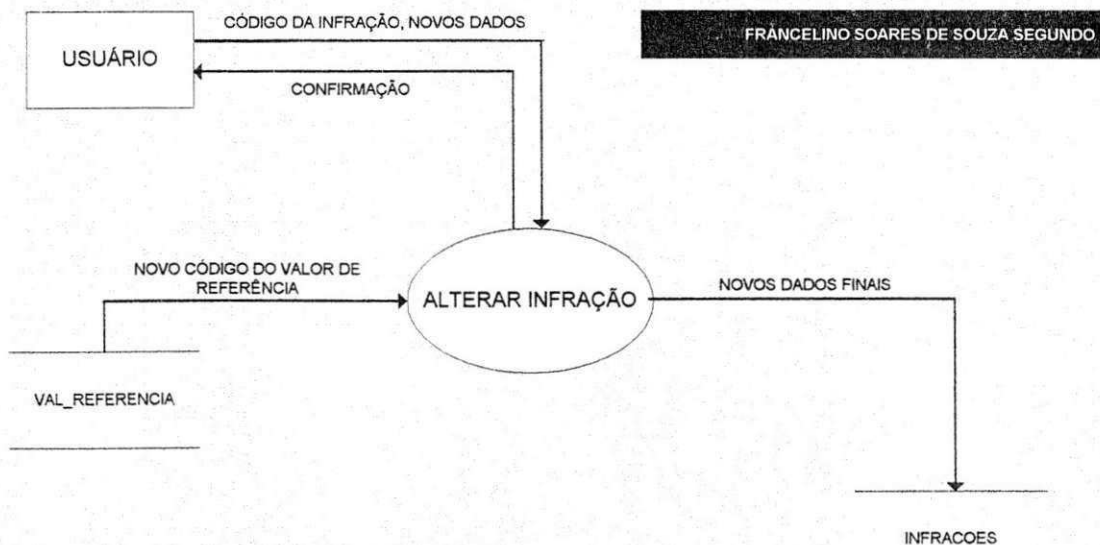 CÓDIGO DA INFRAÇÃO, NOVOS DADOS
FRANCELINO SOARES DE SOUZA SEGUNDO
USUÁRIO
CONFIRMAÇÃO
NOVO CÓDIGO DO VALOR DE
REFERÊNCIA
ALTERAR INFRAÇÃO
NOVOS DADOS FINAIS
VAL_REFERENCIA
INFRACOES